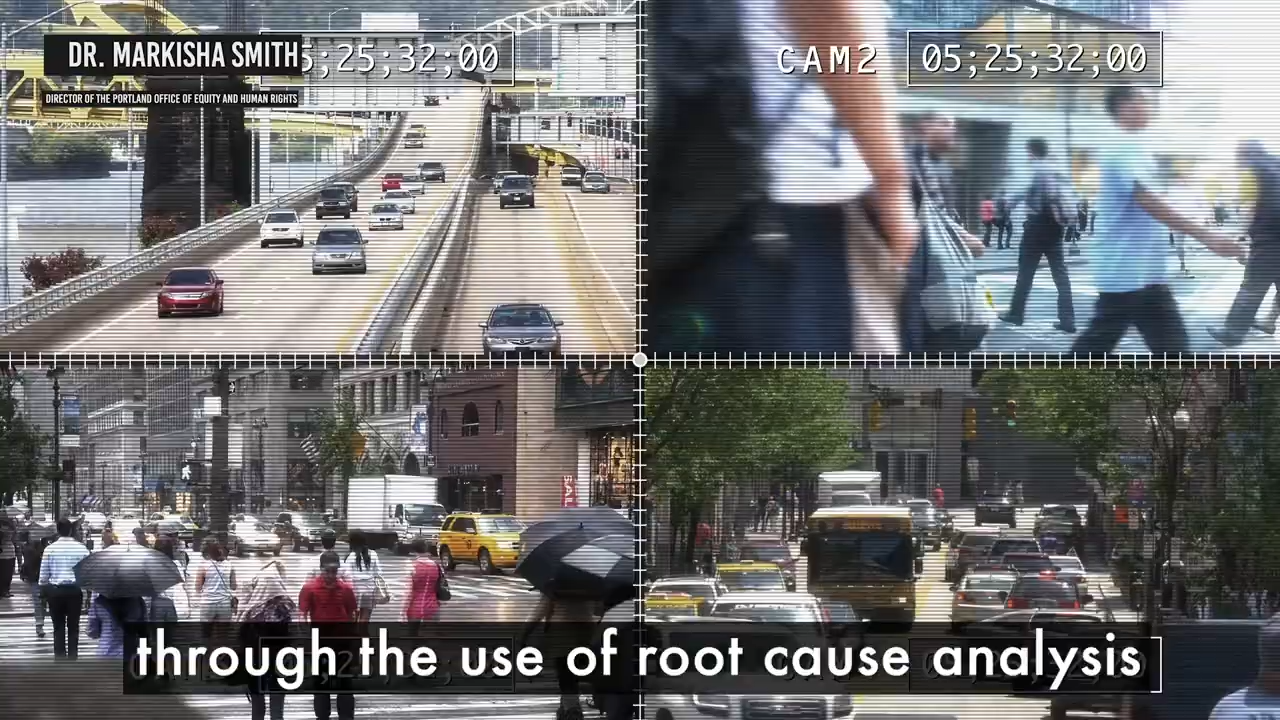 DR. MARKISHA SMITH
5;25;32;00
DIRECTOR OF THE PORTLAND OFFICE OF EQUITY AND HUMAN RIGHTS
CAM2 05;25;32;00
SAL
through the use of root cause analysis